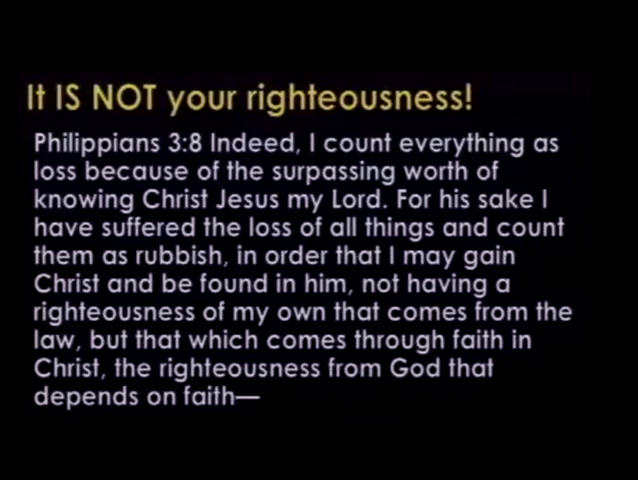 It IS NOT your righteousness!
Philippians 3:8 Indeed, I count everything as
loss because of the surpassing worth of
knowing Christ Jesus my Lord. For his sake I
have suffered the loss of all things and count
them as rubbish, in order that I may gain
Christ and be found in him, not having a
righteousness of my own that comes from the
law, but that which comes through faith in
Christ, the righteousness from God that
depends on faith—